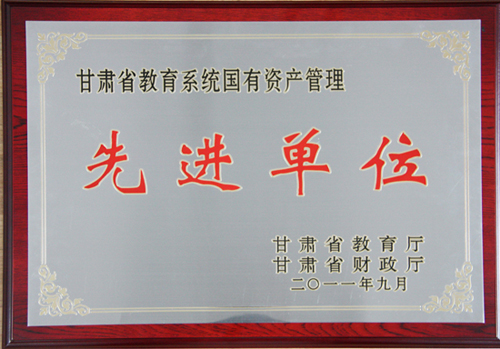 甘肃省教育系统国有资产管理
先进单位
甘肃省教育厅
甘肃省财政厅
二〇一一年九月